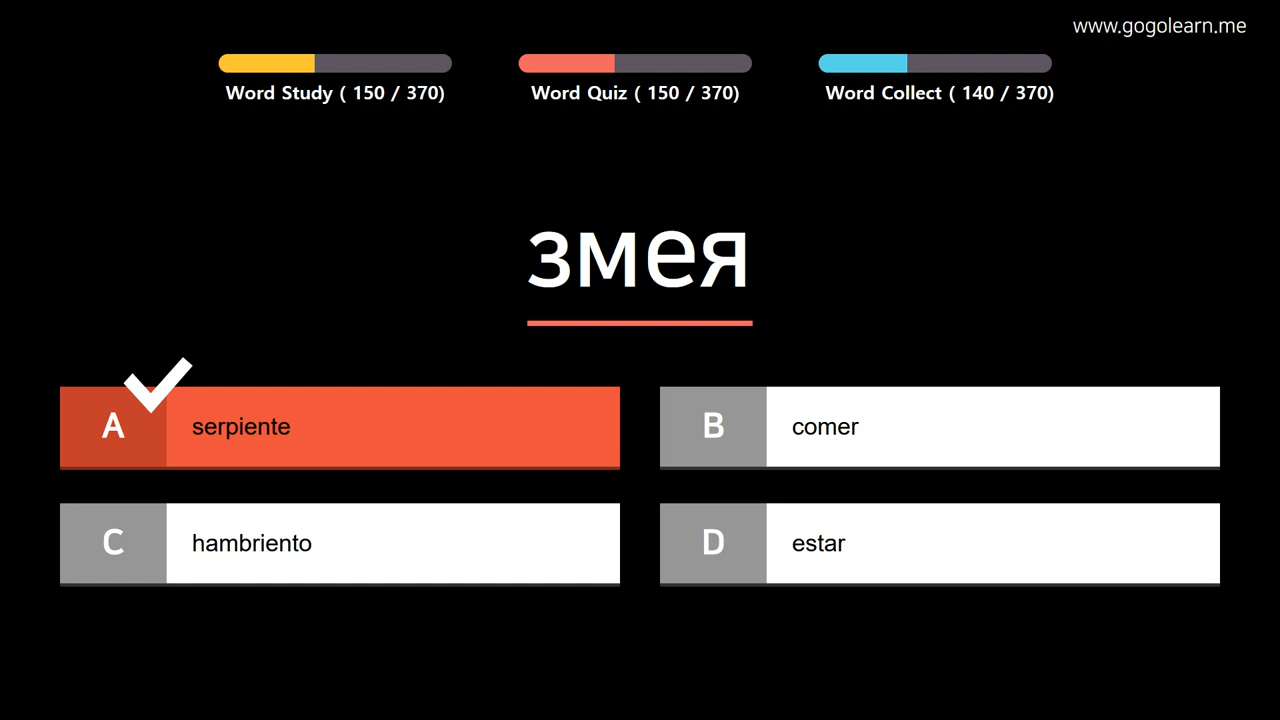 www.gogolearn.me
Word Study ( 150 / 370)
Word Quiz ( 150 / 370)
Word Collect ( 140 / 370)
змея
A serpiente
B comer
C hambriento
D estar